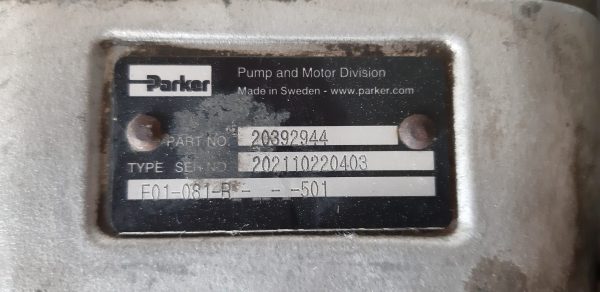 Parker
Pump and Motor Division
Made in Sweden - www.parker.com
PART NO. 20392944
TYPE SER NO. 202110220403
F01-081-R - - -501